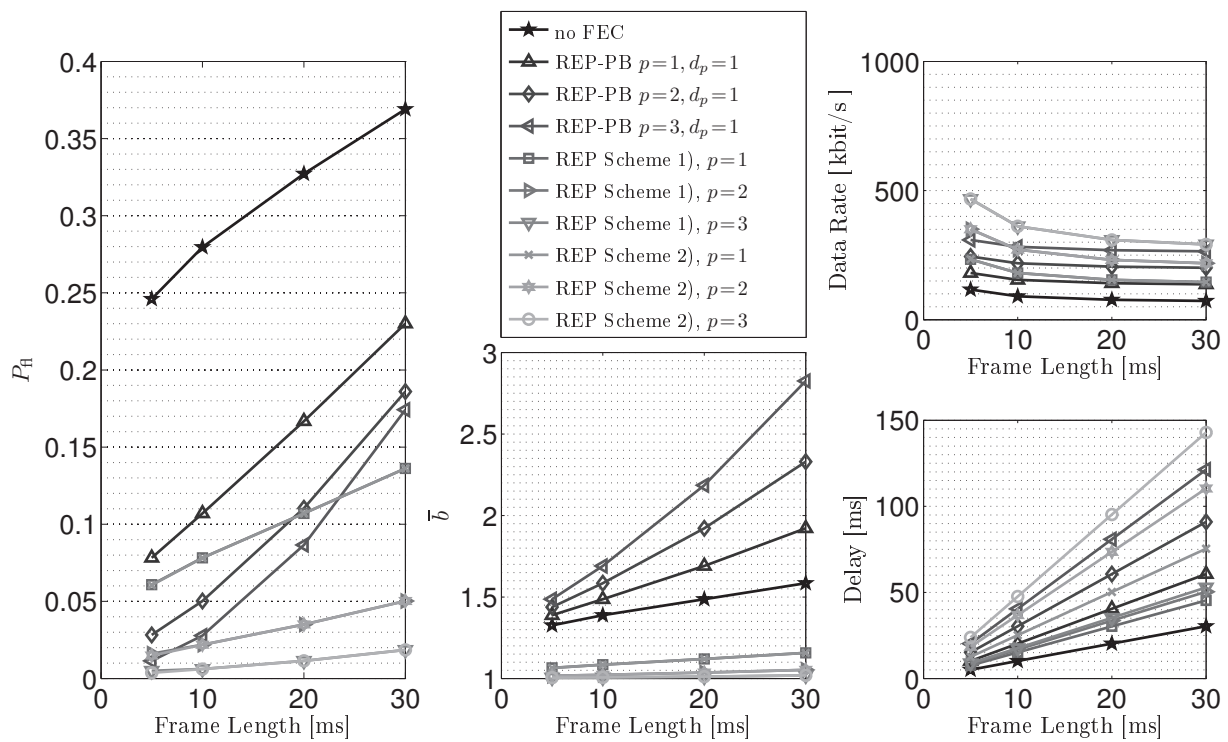 0.4
0.35
0.3
0.25
0.2
0.15
0.1
0.05
0
P_fl
0 10 20 30
Frame Length [ms]
no FEC
REP-PB p=1, d_p=1
REP-PB p=2, d_p=1
REP-PB p=3, d_p=1
REP Scheme 1), p=1
REP Scheme 1), p=2
REP Scheme 1), p=3
REP Scheme 2), p=1
REP Scheme 2), p=2
REP Scheme 2), p=3
3
2.5
2
1.5
1
b̅
0 10 20 30
Frame Length [ms]
1000
500
0
Data Rate [kbit/s]
0 10 20 30
Frame Length [ms]
150
100
50
0
Delay [ms]
0 10 20 30
Frame Length [ms]